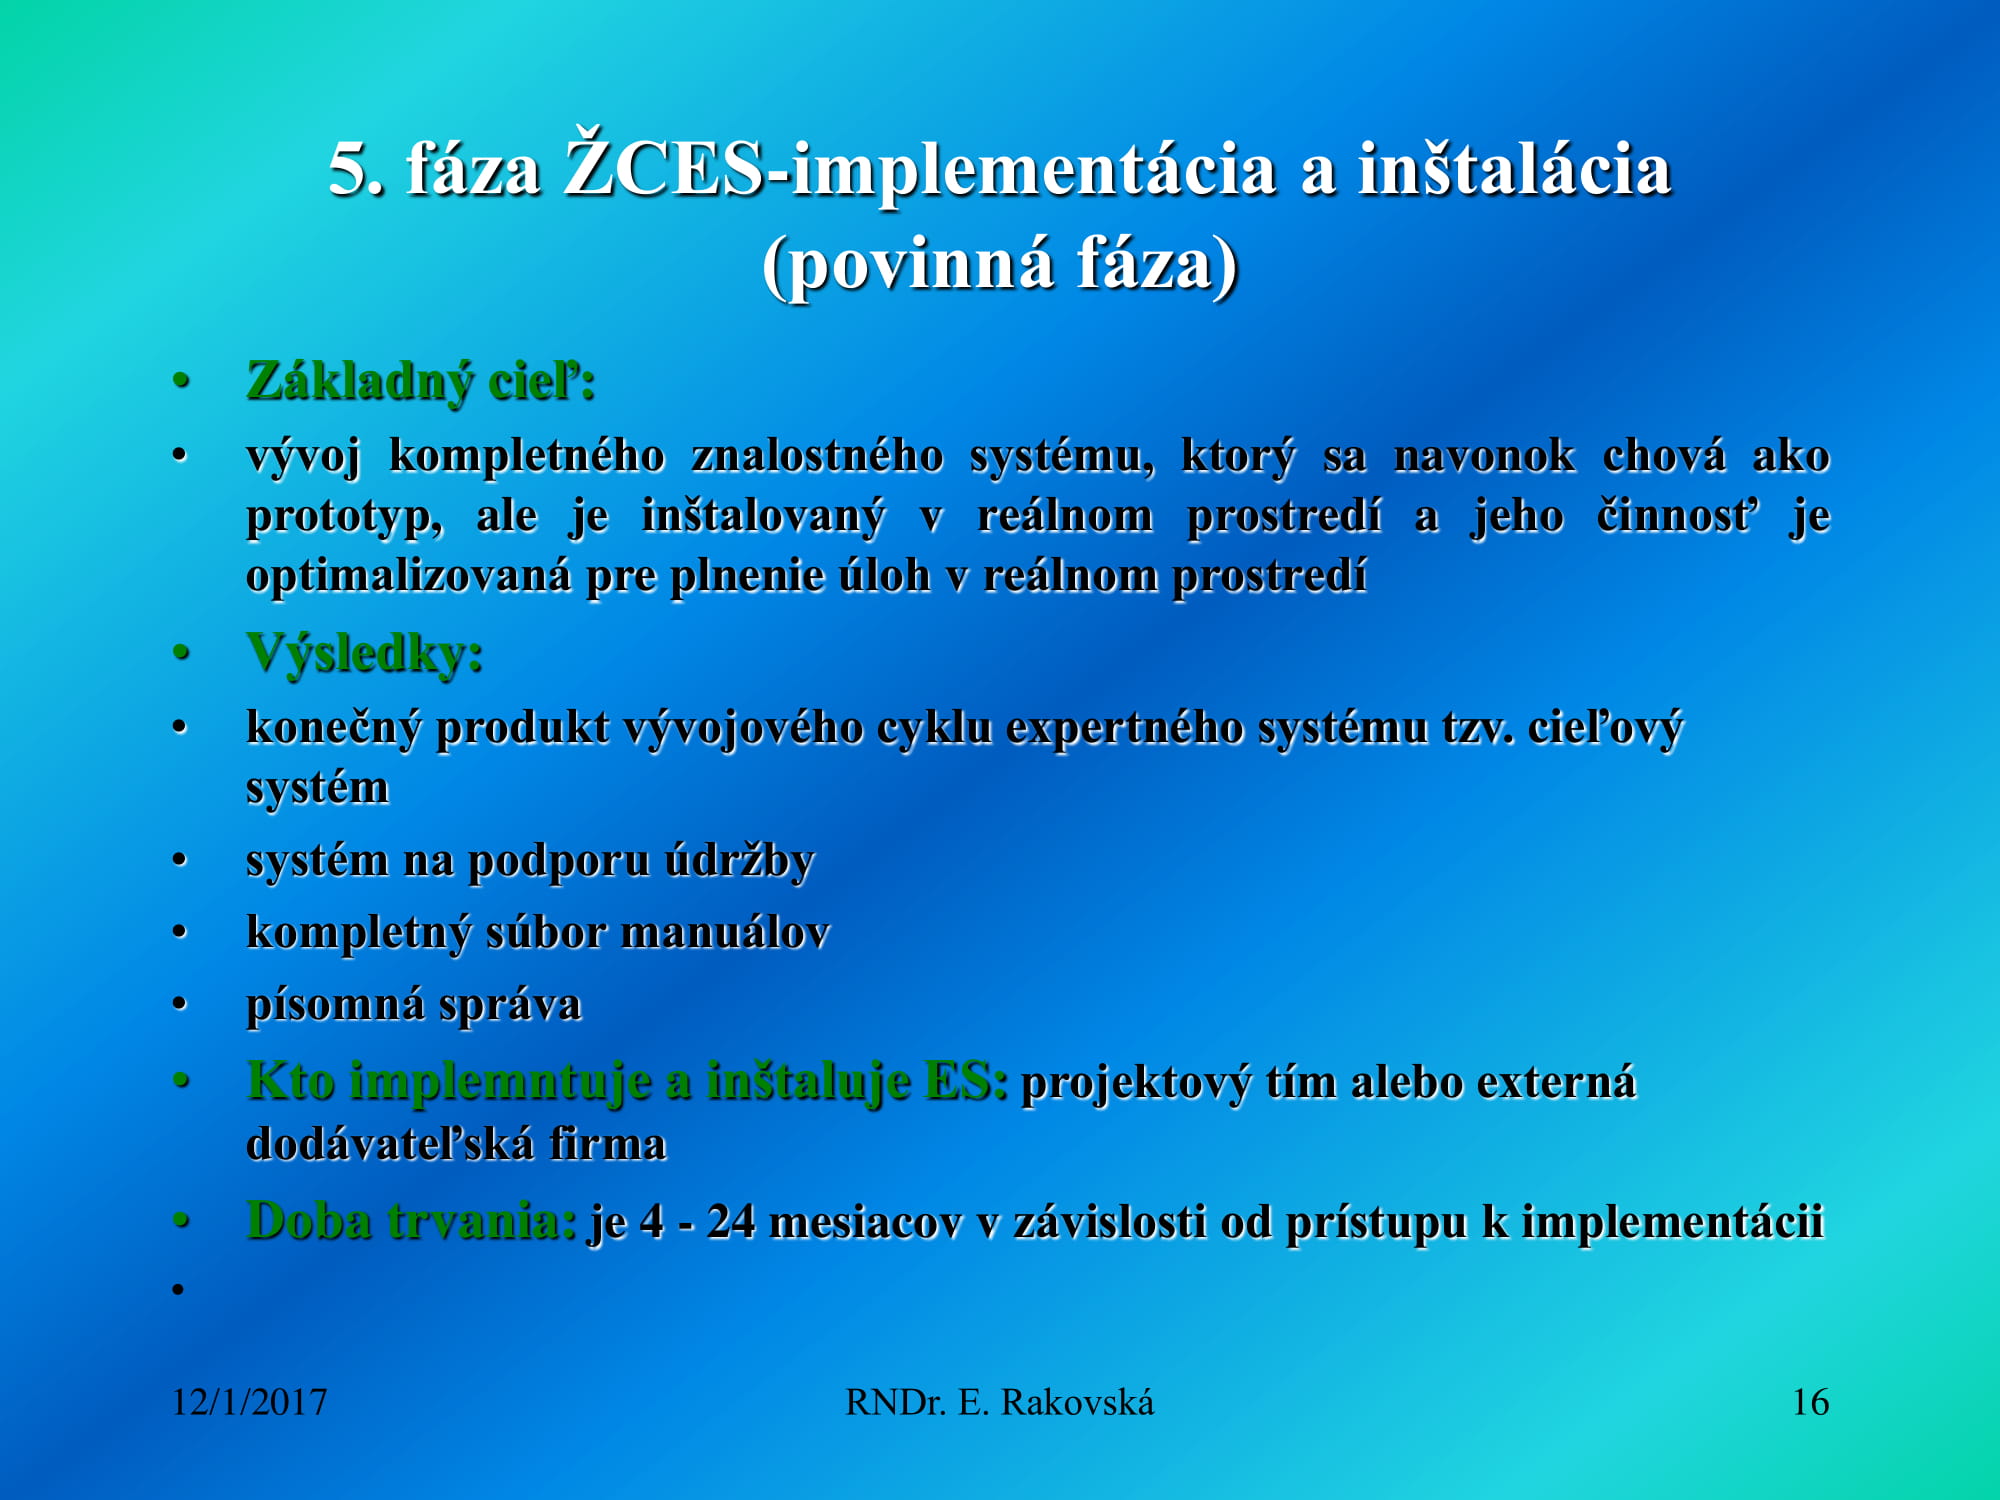 5. fáza ŽCES-implementácia a inštalácia
(povinná fáza)
• Základný cieľ:
• vývoj kompletného znalostného systému, ktorý sa navonok chová ako
prototyp, ale je inštalovaný v reálnom prostredí a jeho činnosť je
optimalizovaná pre plnenie úloh v reálnom prostredí
• Výsledky:
• konečný produkt vývojového cyklu expertného systému tzv. cieľový
systém
• systém na podporu údržby
• kompletný súbor manuálov
• písomná správa
• Kto implemntuje a inštaluje ES: projektový tím alebo externá
dodávateľská firma
• Doba trvania: je 4 - 24 mesiacov v závislosti od prístupu k implementácii
•
12/1/2017
RNDr. E. Rakovská
16